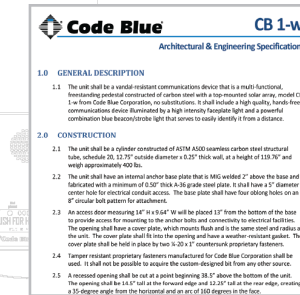 Code Blue®
CB 1-w
Architectural & Engineering Specification
1.0 GENERAL DESCRIPTION
1.1 The unit shall be a vandal-resistant communications device that is a multi-functional,
freestanding pedestal constructed of carbon steel with a top-mounted solar array, model C
1-w from Code Blue Corporation, no substitutions. It shall include a high quality, hands-free
communications device illuminated by a high intensity faceplate light and a powerful
combination blue beacon/strobe light that serves to easily identify it from a distance.
2.0 CONSTRUCTION
2.1 The unit shall be a cylinder constructed of ASTM A500 seamless carbon steel structural
tube, schedule 20, 12.75" outside diameter x 0.25" thick wall, at a height of 119.76" and
weigh approximately 400 lbs.
2.2 The unit shall have an internal anchor base plate that is MIG welded 2" above the base and
fabricated with a minimum of 0.50" thick A-36 grade steel plate. It shall have a 5" diameter
center hole for electrical conduit access. The base plate shall have four oblong holes on an
8" circular bolt pattern for attachment.
2.3 An access door measuring 14" H x 9.64" W will be placed 13" from the bottom of the base
to provide access for mounting to the anchor bolts and connectivity to electrical facilities.
The opening shall have a cover plate, which mounts flush and is the same steel and radius a
the unit. The cover plate shall fit into the opening and have a weather-resistant gasket. The
cover plate shall be held in place by two ¼-20 x 1" countersunk proprietary fasteners.
2.4 Tamper resistant proprietary fasteners manufactured for Code Blue Corporation shall be
used. It shall not be possible to acquire the custom-designed bit from any other source.
2.5 A recessed opening shall be cut at a point beginning 38.5" above the bottom of the unit.
The opening shall be 14.5" tall at the forward edge and 12.25" tall at the rear edge, creating
a 35-degree angle from the horizontal and an arc of 160 degrees in the face.